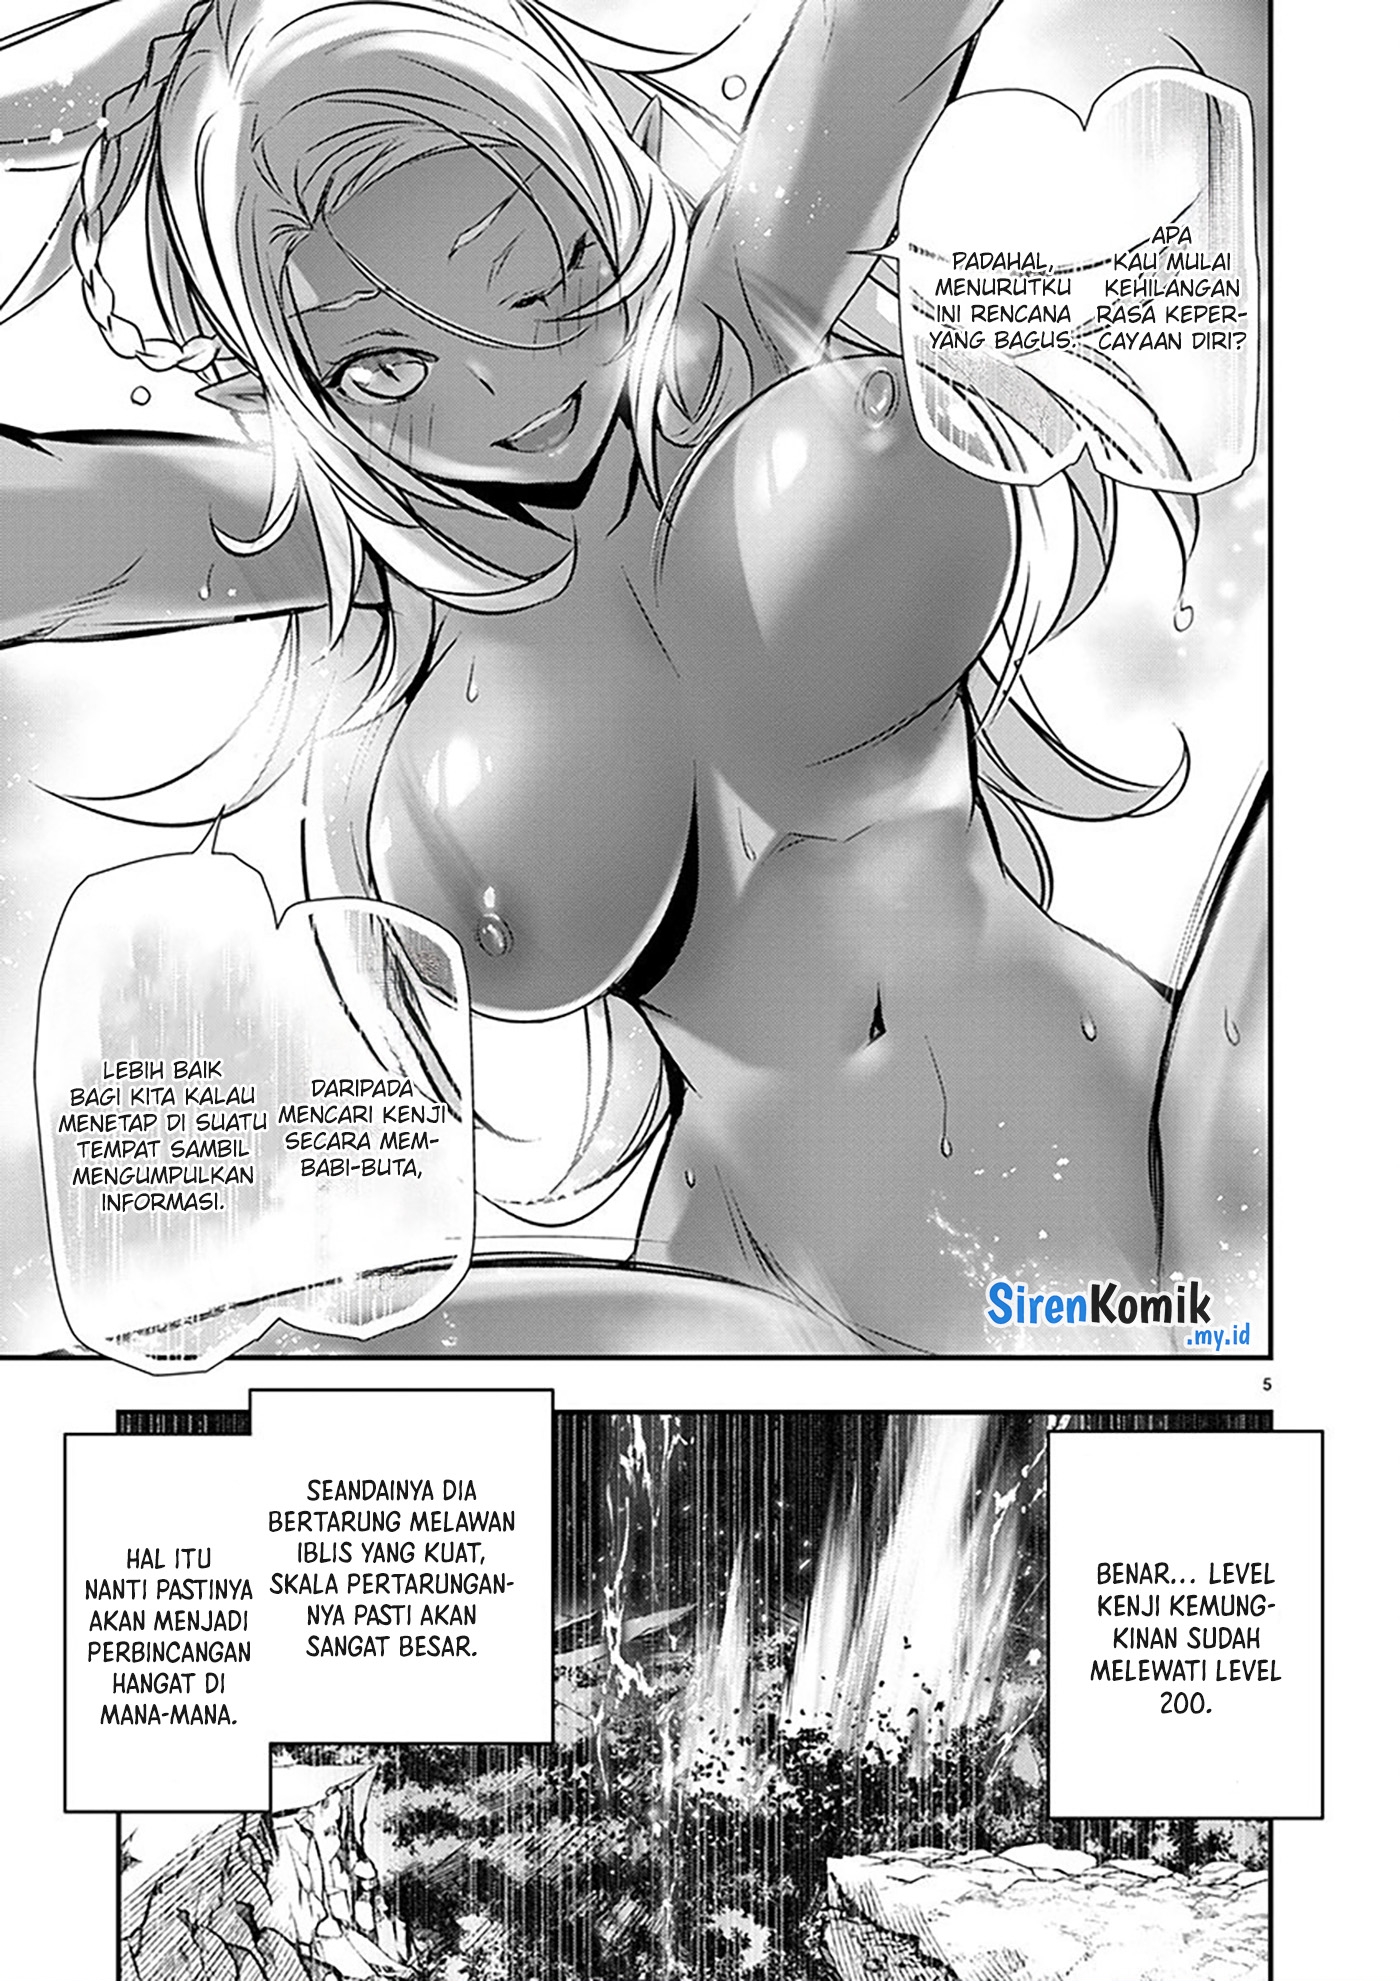 APA
KAU MULAI
KEHILANGAN
RASA KEPER-
CAYAAN DIRI?
PADAHAL,
MENURUTKU
INI RENCANA
YANG BAGUS.
DARIPADA
MENCARI KENJI
SECARA MEM-
BABI-BUTA,
LEBIH BAIK
BAGI KITA KALAU
MENETAP DI SUATU
TEMPAT SAMBIL
MENGUMPULKAN
INFORMASI.
SirenKomik
.my.id
5
BENAR... LEVEL
KENJI KEMUNG-
KINAN SUDAH
MELEWATI LEVEL
200.
SEANDAINYA DIA
BERTARUNG MELAWAN
IBLIS YANG KUAT,
SKALA PERTARUNGAN-
NYA PASTI AKAN
SANGAT BESAR.
HAL ITU
NANTI PASTINYA
AKAN MENJADI
PERBINCANGAN
HANGAT DI
MANA-MANA.